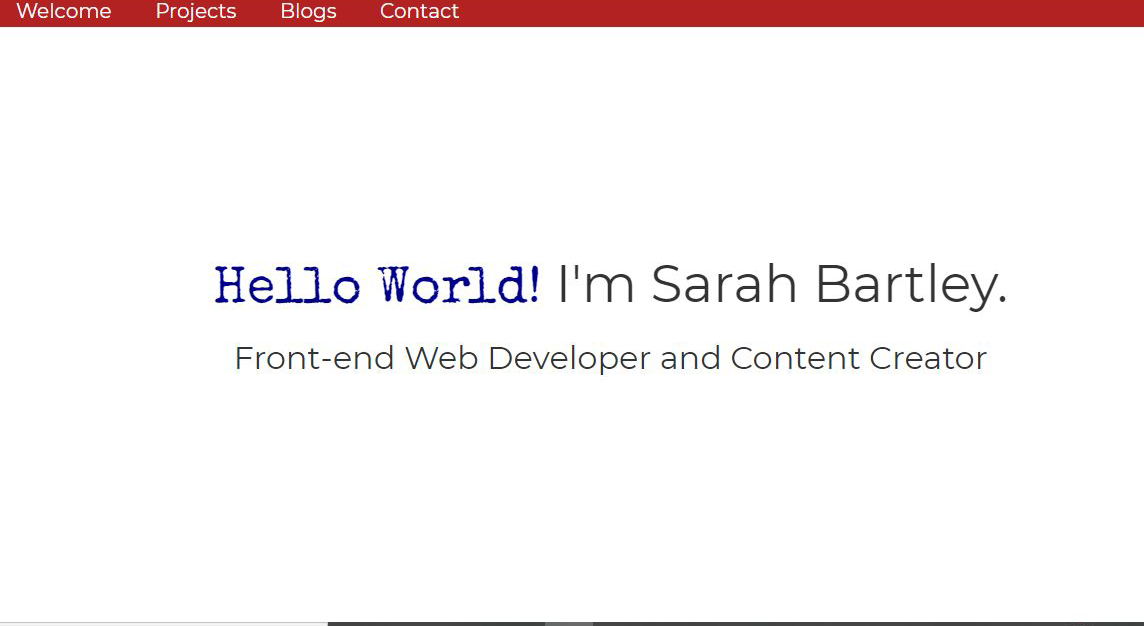 Welcome Projects Blogs Contact
Hello World! I'm Sarah Bartley.
Front-end Web Developer and Content Creator